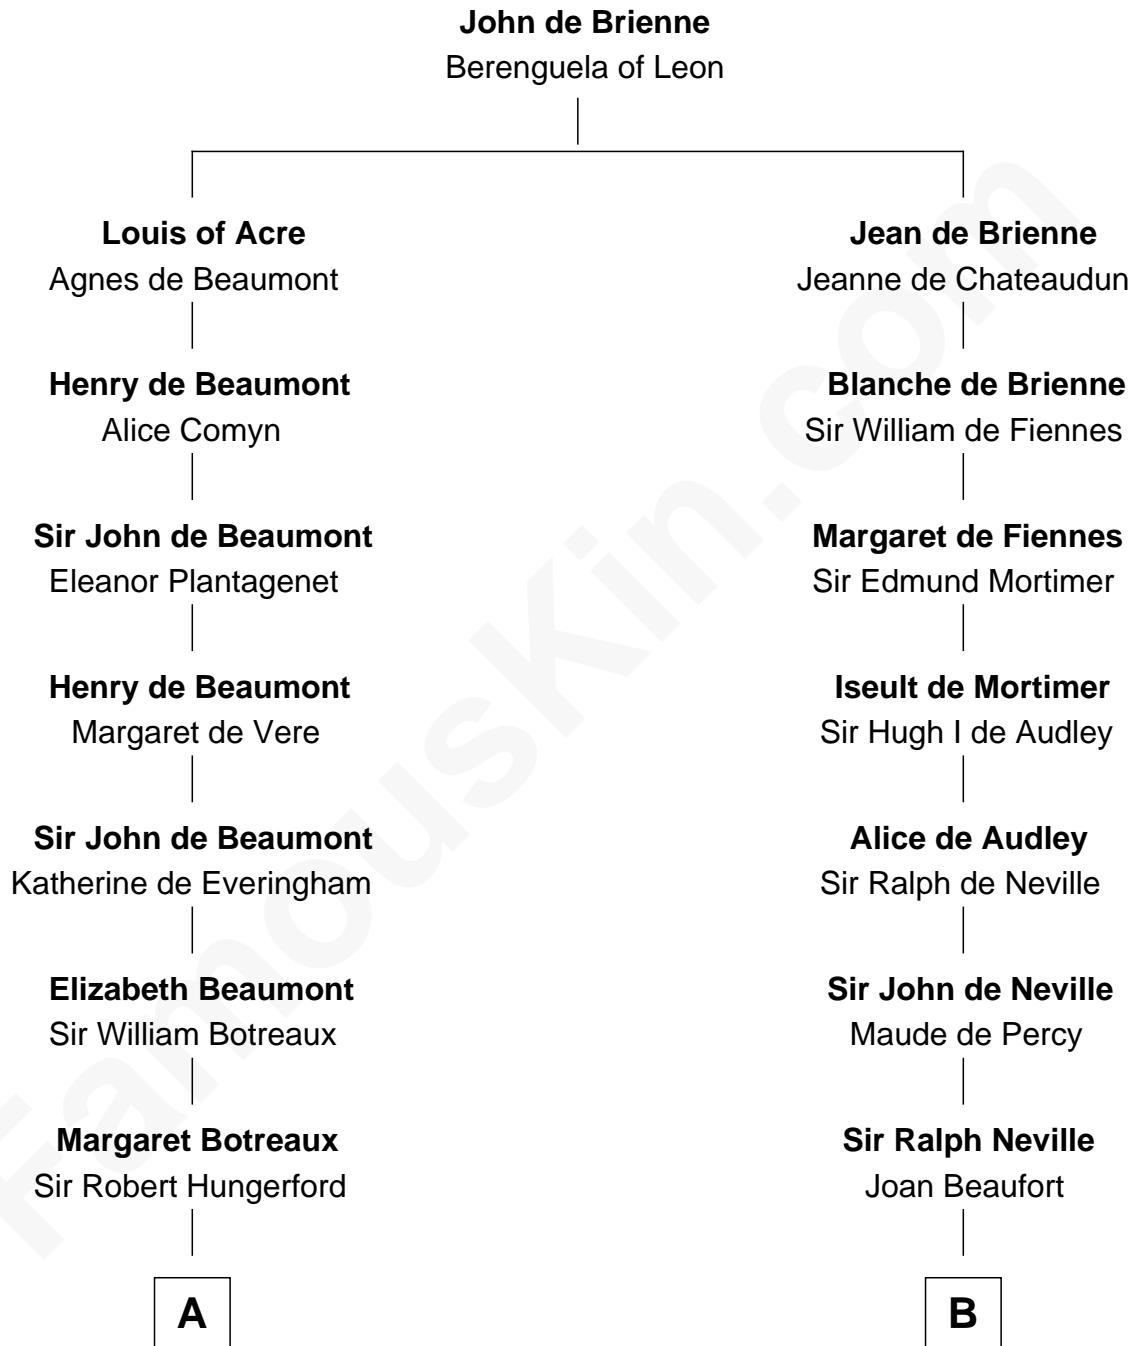 John de Brienne
Berenguela of Leon
Louis of Acre
Agnes de Beaumont
Jean de Brienne
Jeanne de Chateaudun
Henry de Beaumont
Alice Comyn
Blanche de Brienne
Sir William de Fiennes
Sir John de Beaumont
Eleanor Plantagenet
Margaret de Fiennes
Sir Edmund Mortimer
Henry de Beaumont
Margaret de Vere
Iseult de Mortimer
Sir Hugh I de Audley
Sir John de Beaumont
Katherine de Everingham
Alice de Audley
Sir Ralph de Neville
Elizabeth Beaumont
Sir William Botreaux
Sir John de Neville
Maude de Percy
Margaret Botreaux
Sir Robert Hungerford
Sir Ralph Neville
Joan Beaufort
A
B
FamousKin.com